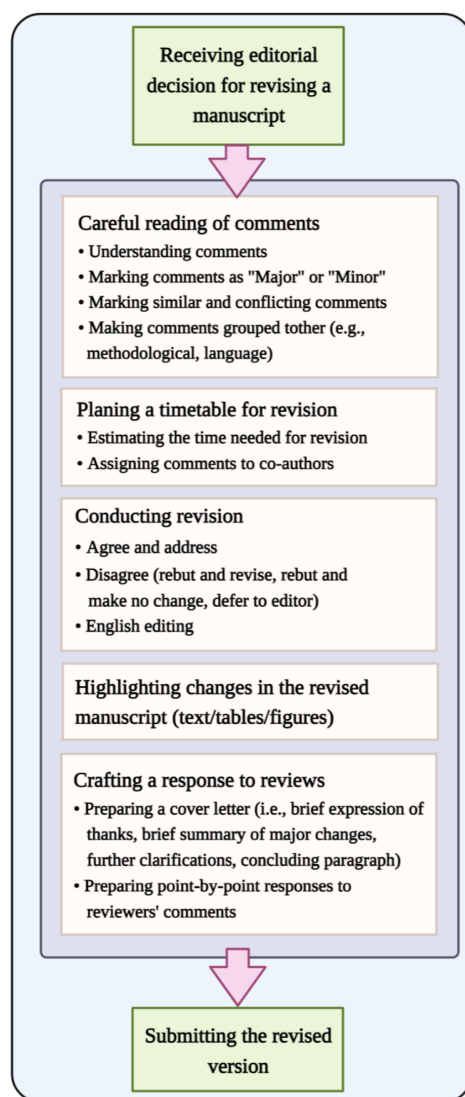 Receiving editorial
decision for revising a
manuscript
Careful reading of comments
• Understanding comments
• Marking comments as "Major" or "Minor"
• Marking similar and conflicting comments
• Making comments grouped tother (e.g.,
methodological, language)
Planing a timetable for revision
• Estimating the time needed for revision
• Assigning comments to co-authors
Conducting revision
• Agree and address
• Disagree (rebut and revise, rebut and
make no change, defer to editor)
• English editing
Highlighting changes in the revised
manuscript (text/tables/figures)
Crafting a response to reviews
• Preparing a cover letter (i.e., brief expression of
thanks, brief summary of major changes,
further clarifications, concluding paragraph)
• Preparing point-by-point responses to
reviewers' comments
Submitting the revised
version